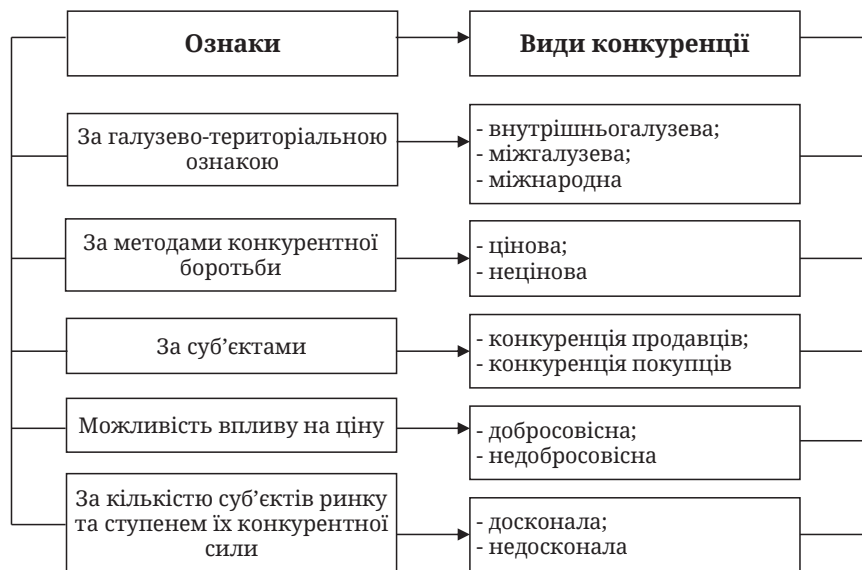 Ознаки
Види конкуренції
За галузево-територіальною
ознакою
- внутрішньогалузева;
- міжгалузева;
- міжнародна
За методами конкурентної
боротьби
- цінова;
- нецінова
За суб’єктами
- конкуренція продавців;
- конкуренція покупців
Можливість впливу на ціну
- добросовісна;
- недобросовісна
За кількістю суб’єктів ринку
та ступенем їх конкурентної
сили
- досконала;
- недосконала